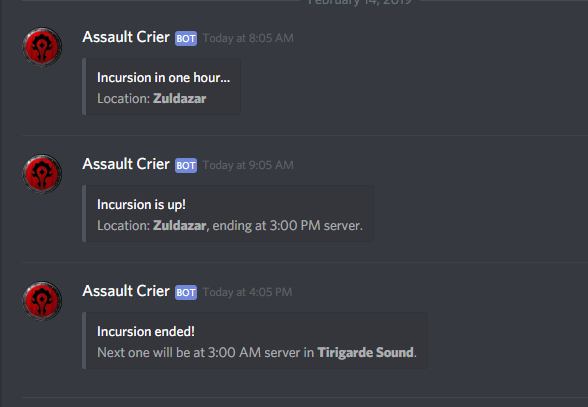 February 14, 2019
Assault Crier BOT Today at 8:05 AM
Incursion in one hour...
Location: Zuldazar
Assault Crier BOT Today at 9:05 AM
Incursion is up!
Location: Zuldazar, ending at 3:00 PM server.
Assault Crier BOT Today at 4:05 PM
Incursion ended!
Next one will be at 3:00 AM server in Tirigarde Sound.